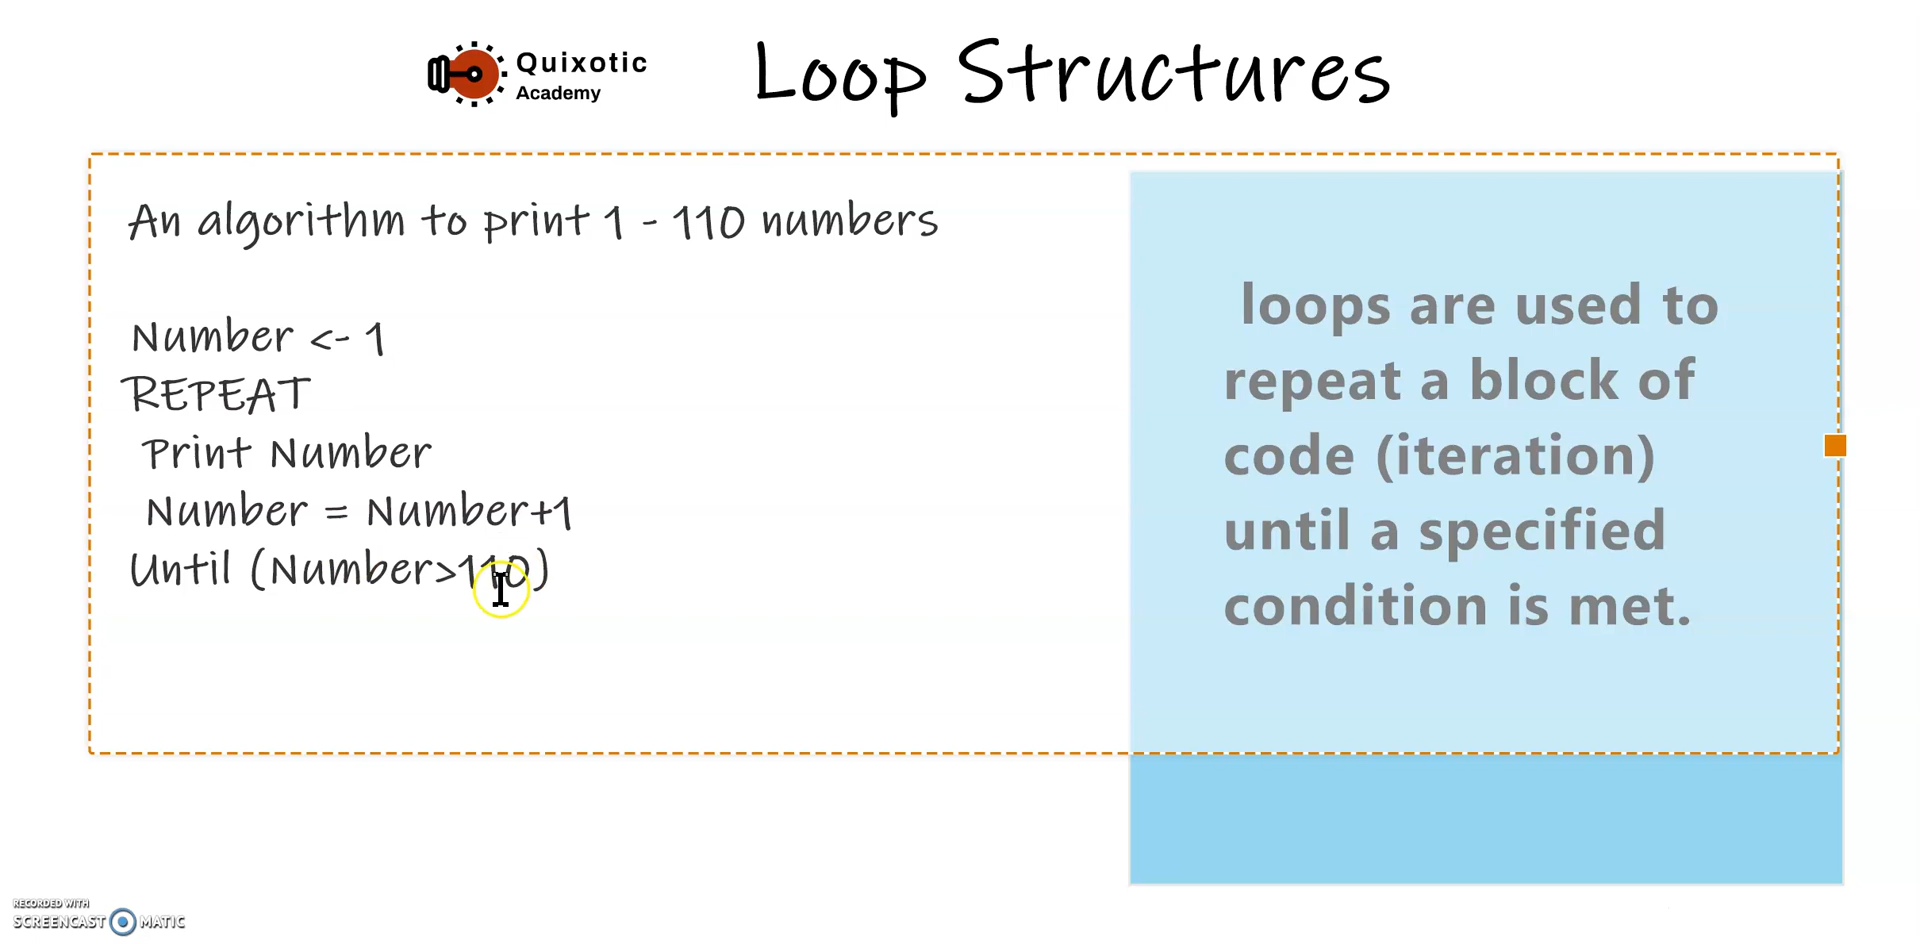 Quixotic
Academy
Loop Structures
An algorithm to print 1 - 110 numbers
Number <- 1
REPEAT
Print Number
Number = Number+1
Until (Number>110)
loops are used to
repeat a block of
code (iteration)
until a specified
condition is met.
RECORDED WITH
SCREENCAST MATIC